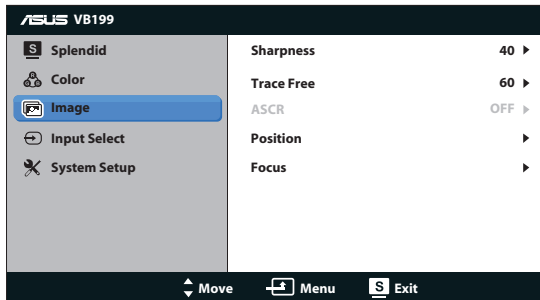 ASUS VB199
S Splendid
Color
Image
Input Select
System Setup
Sharpness 40
Trace Free 60
ASCR OFF
Position
Focus
Move Menu S Exit